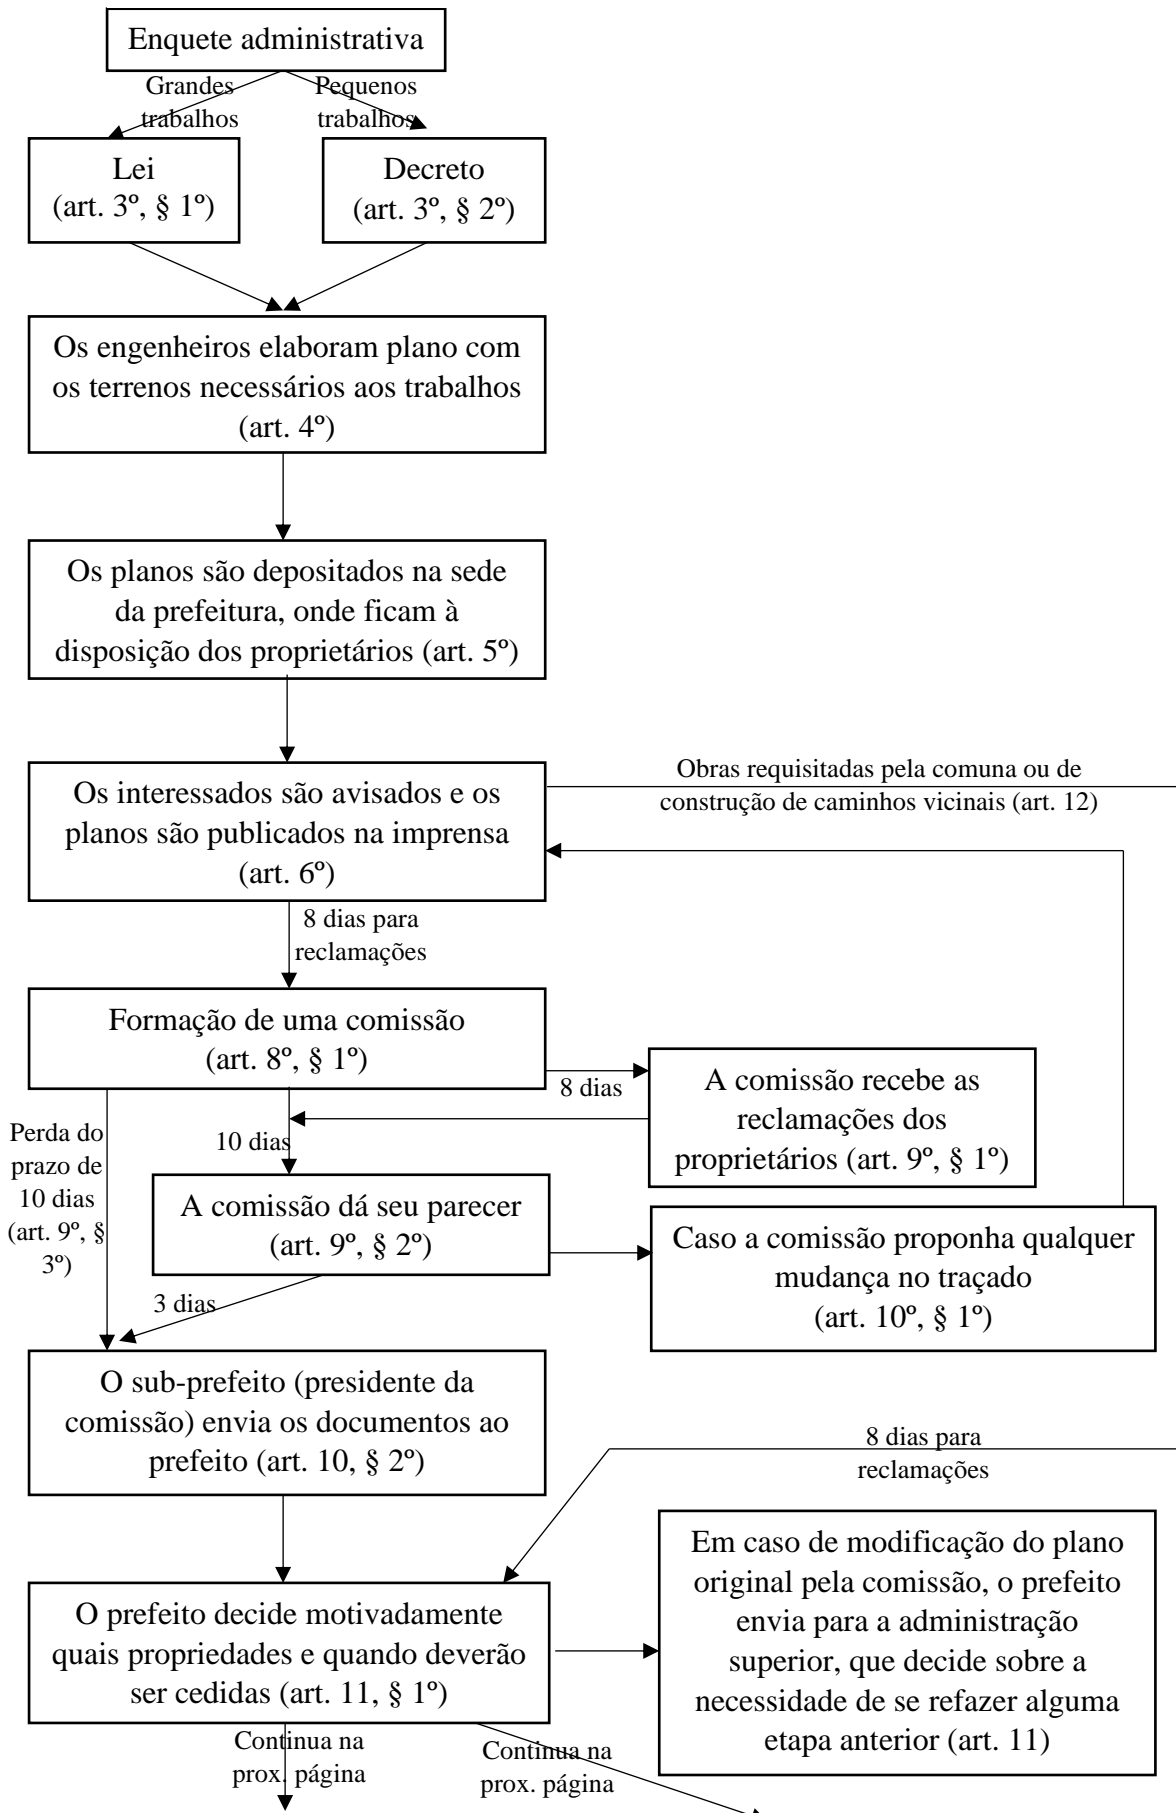 Enquete administrativa
Grandes
trabalhos
Pequenos
trabalhos
Lei
(art. 3º, § 1º)
Decreto
(art. 3º, § 2º)
Os engenheiros elaboram plano com
os terrenos necessários aos trabalhos
(art. 4º)
Os planos são depositados na sede
da prefeitura, onde ficam à
disposição dos proprietários (art. 5º)
Os interessados são avisados e os
planos são publicados na imprensa
(art. 6º)
Obras requisitadas pela comuna ou de
construção de caminhos vicinais (art. 12)
8 dias para
reclamações
Formação de uma comissão
(art. 8º, § 1º)
8 dias
A comissão recebe as
reclamações dos
proprietários (art. 9º, § 1º)
Perda do
prazo de
10 dias
(art. 9º, §
3º)
10 dias
A comissão dá seu parecer
(art. 9º, § 2º)
Caso a comissão proponha qualquer
mudança no traçado
(art. 10º, § 1º)
3 dias
O sub-prefeito (presidente da
comissão) envia os documentos ao
prefeito (art. 10, § 2º)
8 dias para
reclamações
O prefeito decide motivadamente
quais propriedades e quando deverão
ser cedidas (art. 11, § 1º)
Em caso de modificação do plano
original pela comissão, o prefeito
envia para a administração
superior, que decide sobre a
necessidade de se refazer alguma
etapa anterior (art. 11)
Continua na
prox. página
Continua na
prox. página